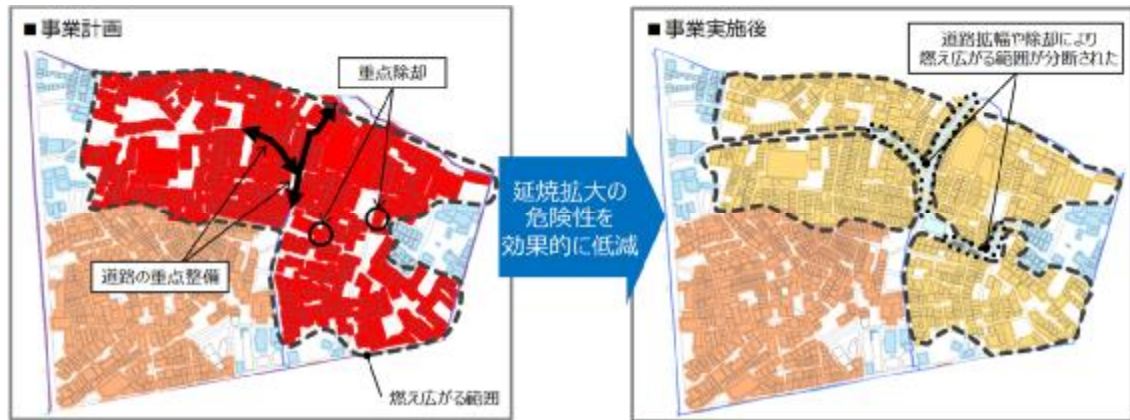 ■事業計画
重点除却
道路の重点整備
燃え広がる範囲
延焼拡大の
危険性を
効果的に低減
■事業実施後
道路拡幅や除却により
燃え広がる範囲が分断された